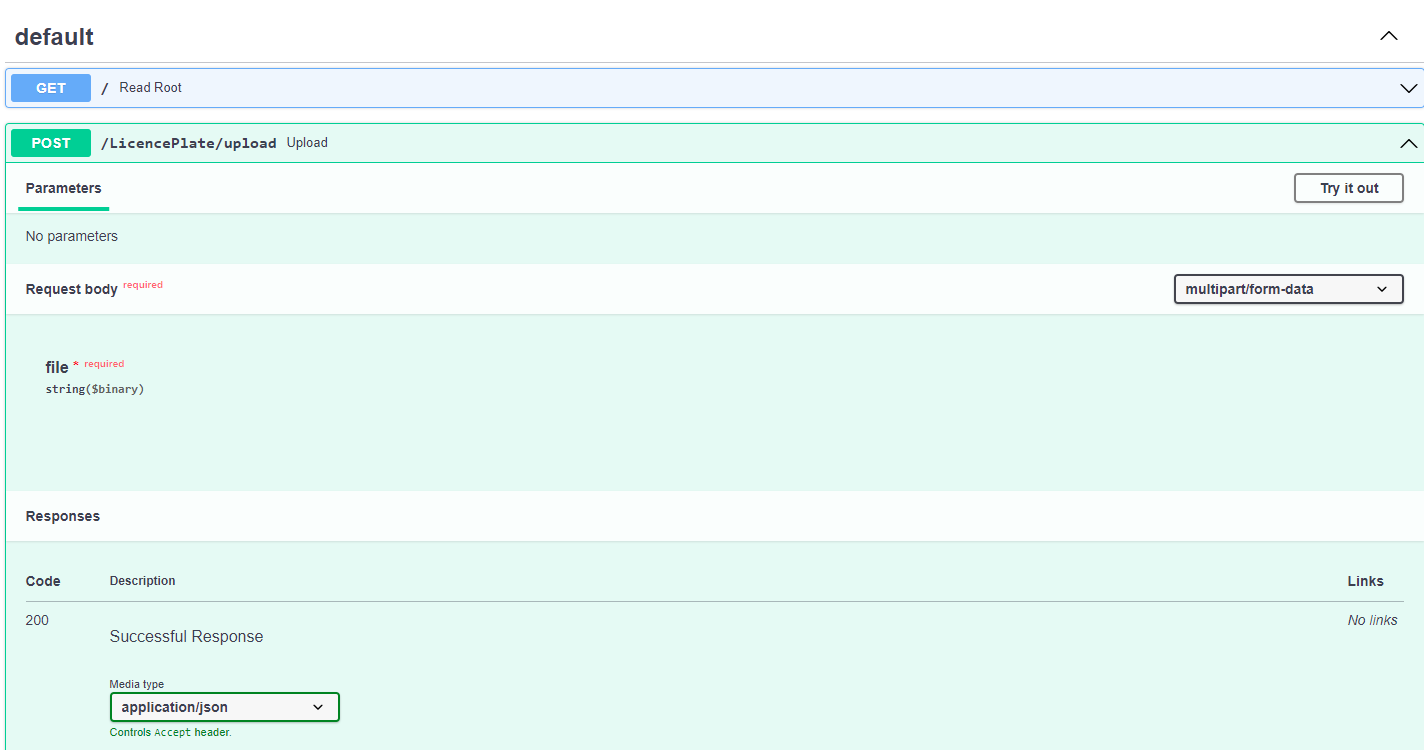 default
GET / Read Root
POST /LicencePlate/upload Upload
Parameters Try it out
No parameters
Request body required multipart/form-data
file * required
string($binary)
Responses
Code Description Links
200 No links
Successful Response
Media type
application/json
Controls Accept header.